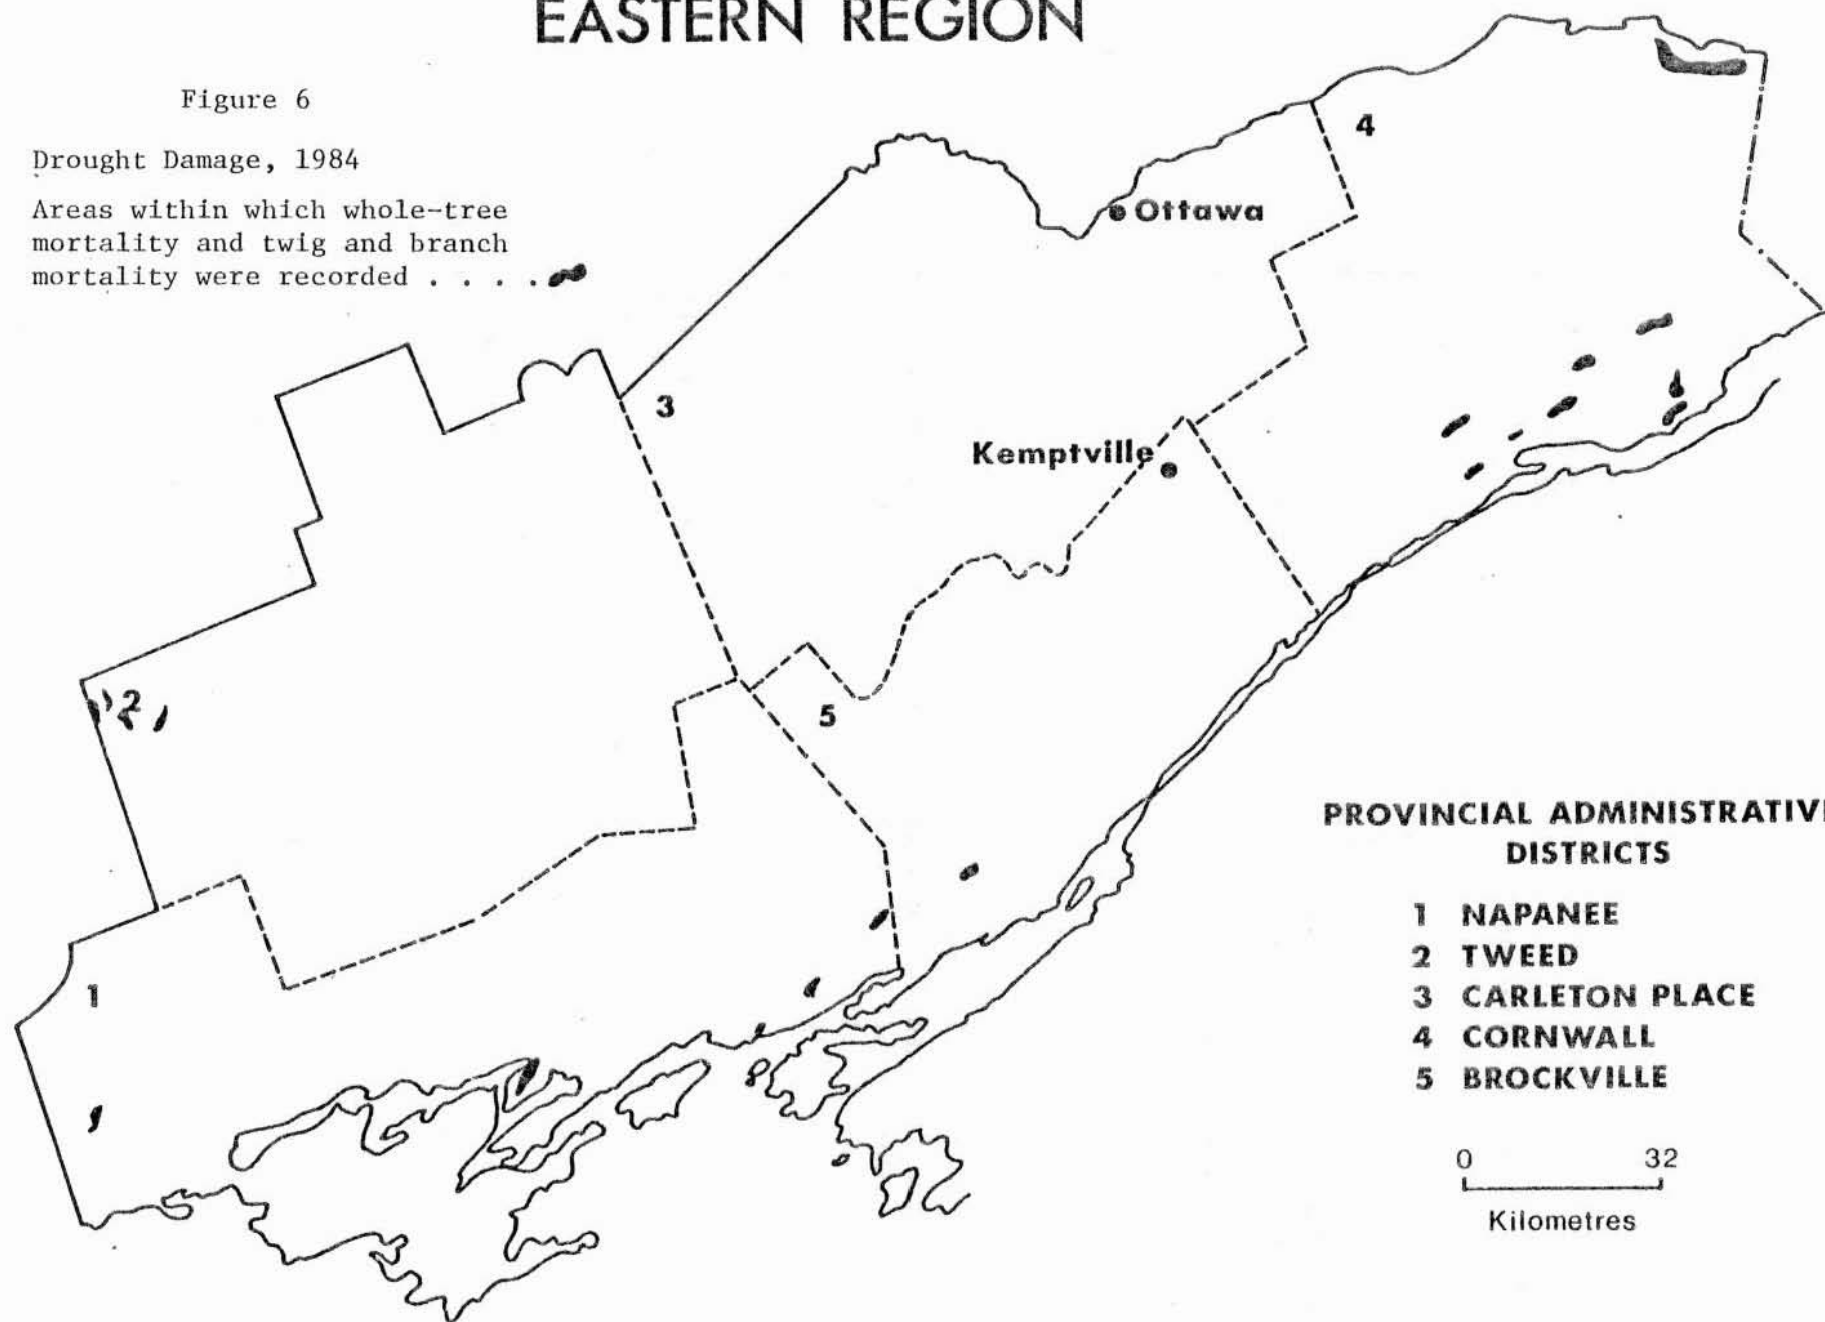 EASTERN REGION
Figure 6
Drought Damage, 1984
Areas within which whole-tree
mortality and twig and branch
mortality were recorded . . . .
4
Ottawa
3
Kemptville
2
5
1
PROVINCIAL ADMINISTRATIVE
DISTRICTS
1 NAPANEE
2 TWEED
3 CARLETON PLACE
4 CORNWALL
5 BROCKVILLE
0 32
Kilometres